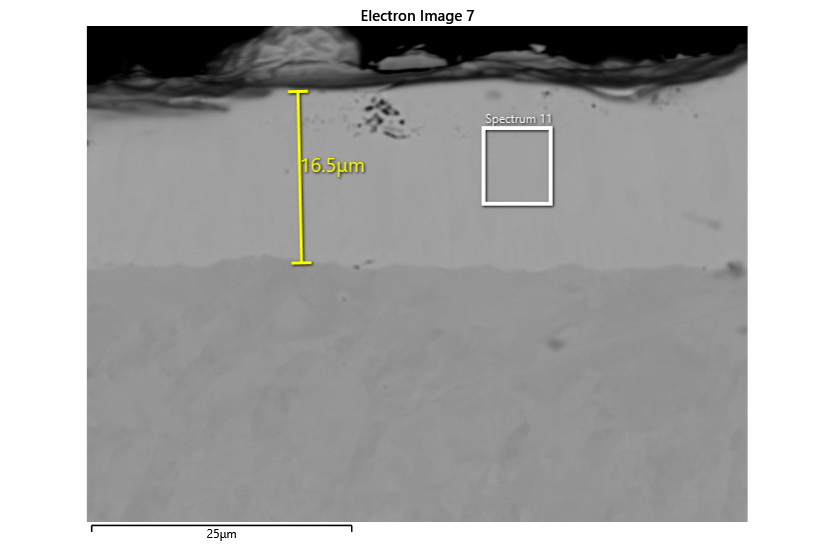 Electron Image 7
Spectrum 11
16.5μm
25μm